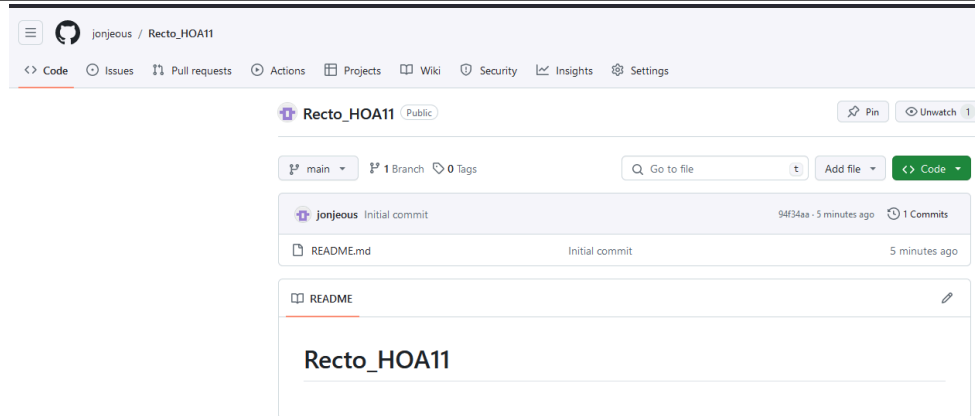 jonjeous / Recto_HOA11
Code Issues Pull requests Actions Projects Wiki Security Insights Settings
Recto_HOA11 Public Pin Unwatch 1
main 1 Branch 0 Tags Go to file t Add file Code
jonjeous Initial commit 94f34aa · 5 minutes ago 1 Commits
README.md Initial commit 5 minutes ago
README
Recto_HOA11